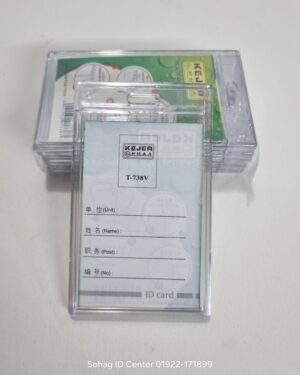 KEJEA
KEJEA
T-738V
单 位(Unit) :
姓 名(Name) :
职 务(Post) :
编 号(No) :
ID card
Sohag ID Center 01922-171899